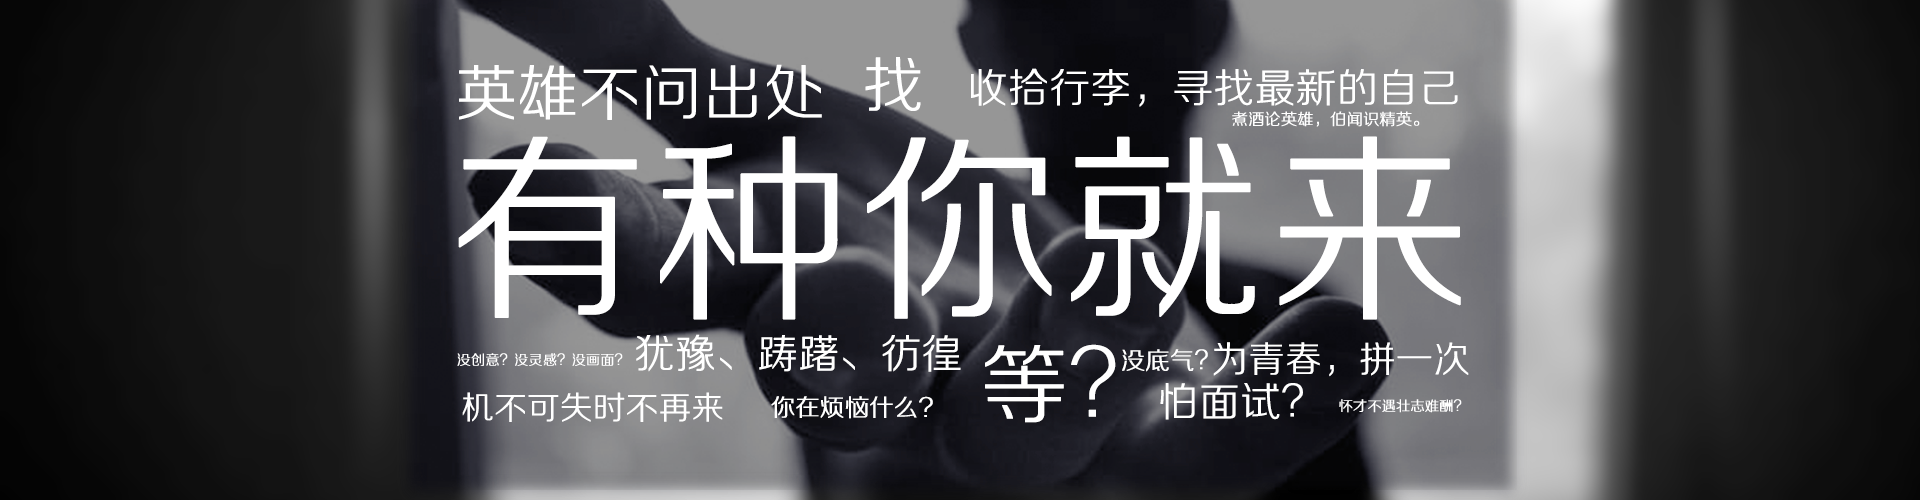 英雄不问出处 找 收拾行李，寻找最新的自己
煮酒论英雄，伯闻识精英。
有种你就来
没创意？没灵感？没画面？ 犹豫、踌躇、彷徨 等？ 没底气？为青春，拼一次
机不可失时不再来 你在烦恼什么？ 怕面试？ 怀才不遇壮志难酬？